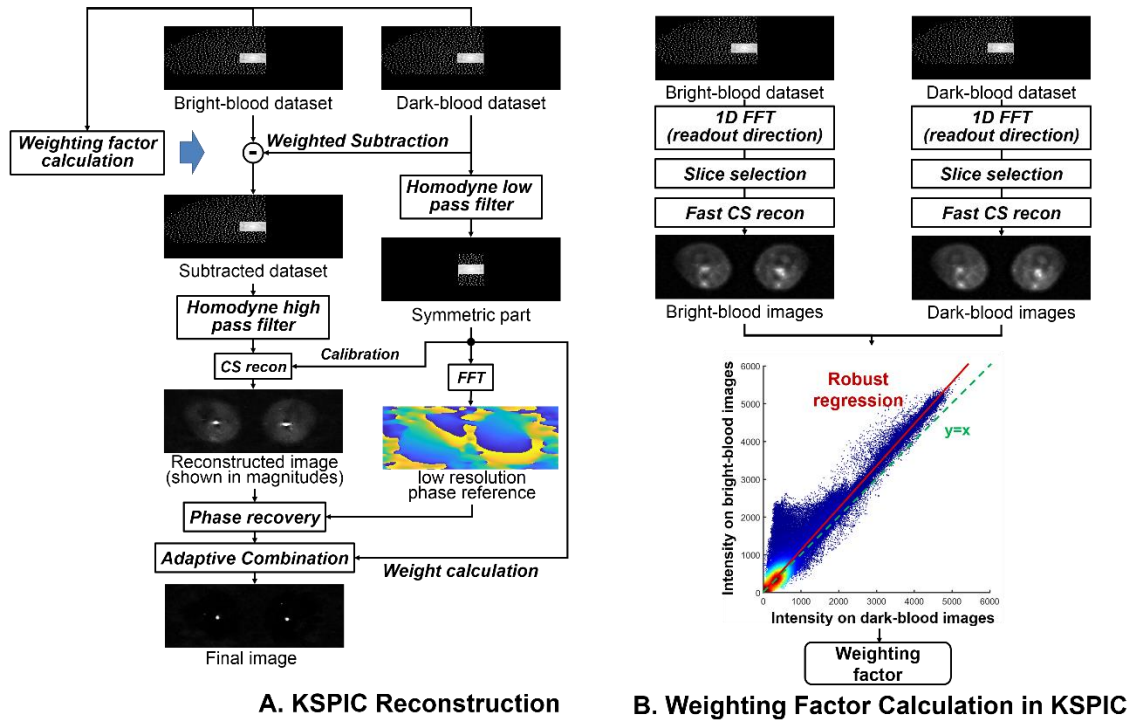 Bright-blood dataset
Dark-blood dataset
Weighting factor
calculation
-
Weighted Subtraction
Homodyne low
pass filter
Subtracted dataset
Symmetric part
Homodyne high
pass filter
Calibration
CS recon
FFT
Reconstructed image
(shown in magnitudes)
low resolution
phase reference
Phase recovery
Adaptive Combination
Weight calculation
Final image
A. KSPIC Reconstruction
Bright-blood dataset
Dark-blood dataset
1D FFT
(readout direction)
1D FFT
(readout direction)
Slice selection
Slice selection
Fast CS recon
Fast CS recon
Bright-blood images
Dark-blood images
Intensity on bright-blood images
6000
5000
4000
3000
2000
1000
0
Robust
regression
y=x
0 1000 2000 3000 4000 5000 6000
Intensity on dark-blood images
Weighting
factor
B. Weighting Factor Calculation in KSPIC